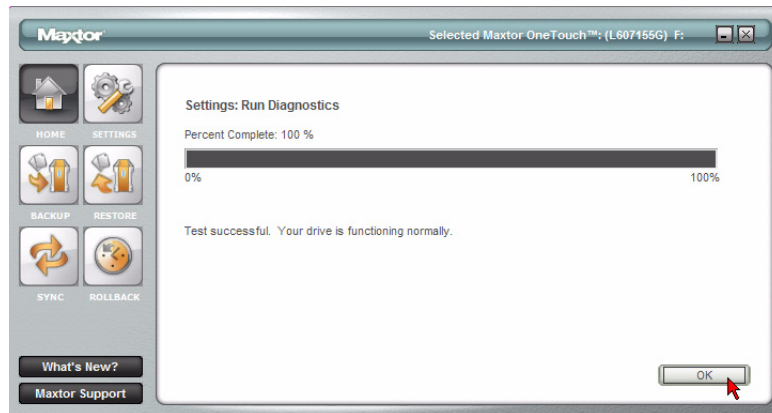 Maxtor
Selected Maxtor OneTouch™: (L607155G) F:
HOME SETTINGS
BACKUP RESTORE
SYNC ROLLBACK
What's New?
Maxtor Support
Settings: Run Diagnostics
Percent Complete: 100 %
0% 100%
Test successful. Your drive is functioning normally.
OK